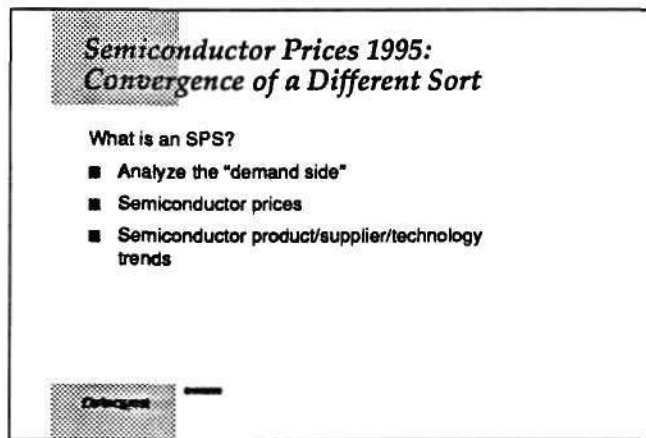 Semiconductor Prices 1995:
Convergence of a Different Sort
What is an SPS?
■ Analyze the "demand side"
■ Semiconductor prices
■ Semiconductor product/supplier/technology
trends
Dataquest